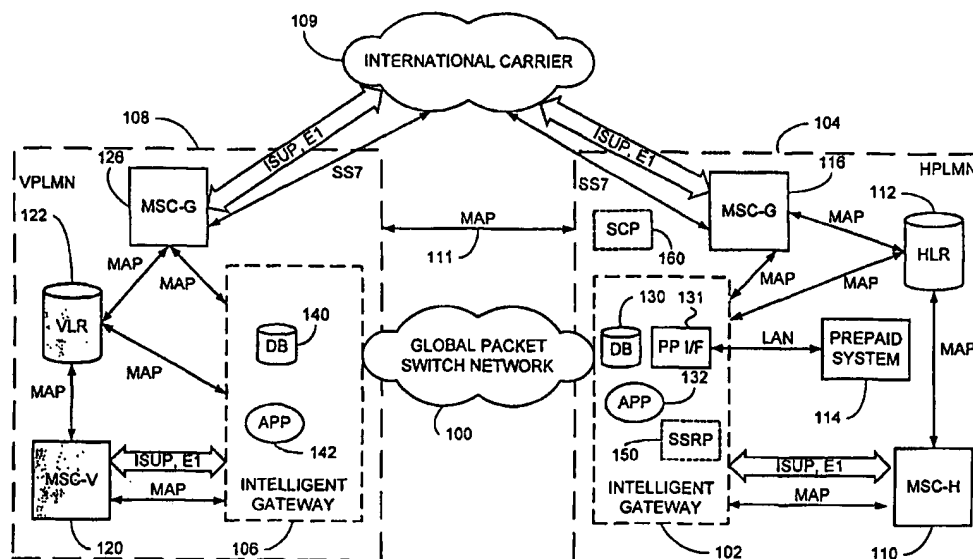 109
INTERNATIONAL CARRIER
108
104
126
ISUP, E1
ISUP, E1
116
VPLMN
HPLMN
122
MSC-G
SS7
SS7
MSC-G
112
MAP
MAP
SCP
HLR
111
160
MAP
MAP
MAP
MAP
VLR
140
130
131
DB
GLOBAL PACKET
SWITCH NETWORK
DB
PP I/F
LAN
PREPAID
SYSTEM
MAP
MAP
132
MAP
APP
APP
114
142
100
150
SSRP
MSC-V
ISUP, E1
ISUP, E1
MSC-H
MAP
INTELLIGENT
GATEWAY
INTELLIGENT
GATEWAY
MAP
120
106
102
110